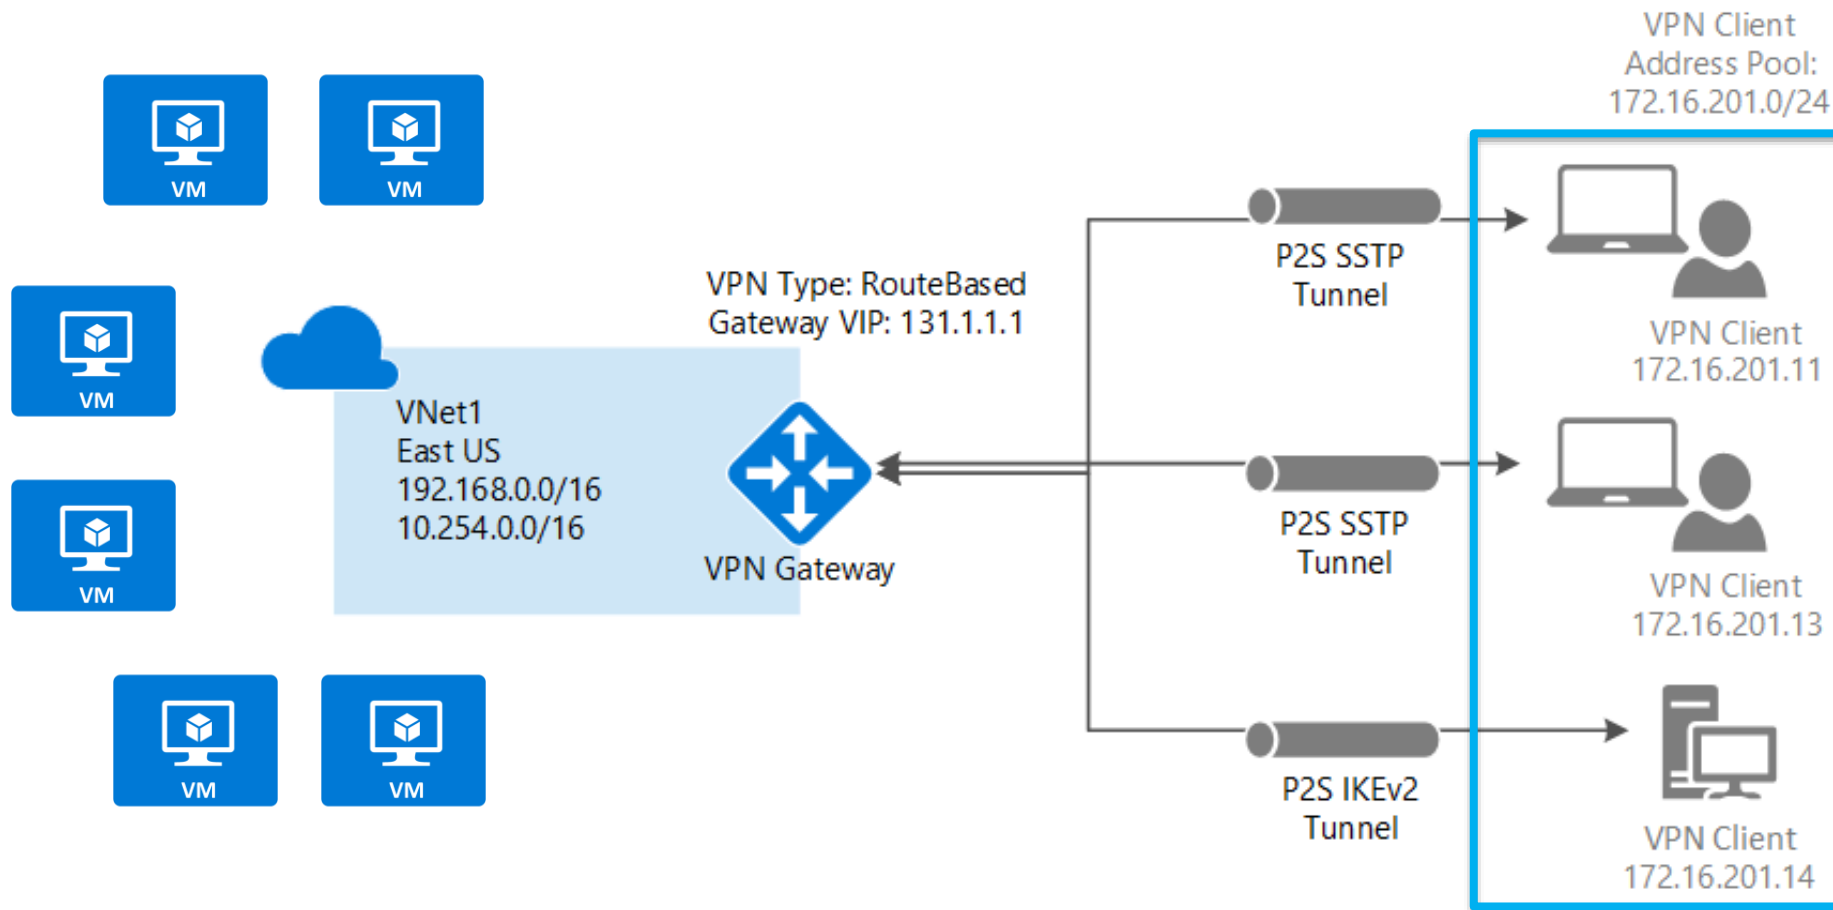 VM
VM
VM
VM
VM
VM
VNet1
East US
192.168.0.0/16
10.254.0.0/16
VPN Type: RouteBased
Gateway VIP: 131.1.1.1
VPN Gateway
P2S SSTP
Tunnel
P2S SSTP
Tunnel
P2S IKEv2
Tunnel
VPN Client
Address Pool:
172.16.201.0/24
VPN Client
172.16.201.11
VPN Client
172.16.201.13
VPN Client
172.16.201.14